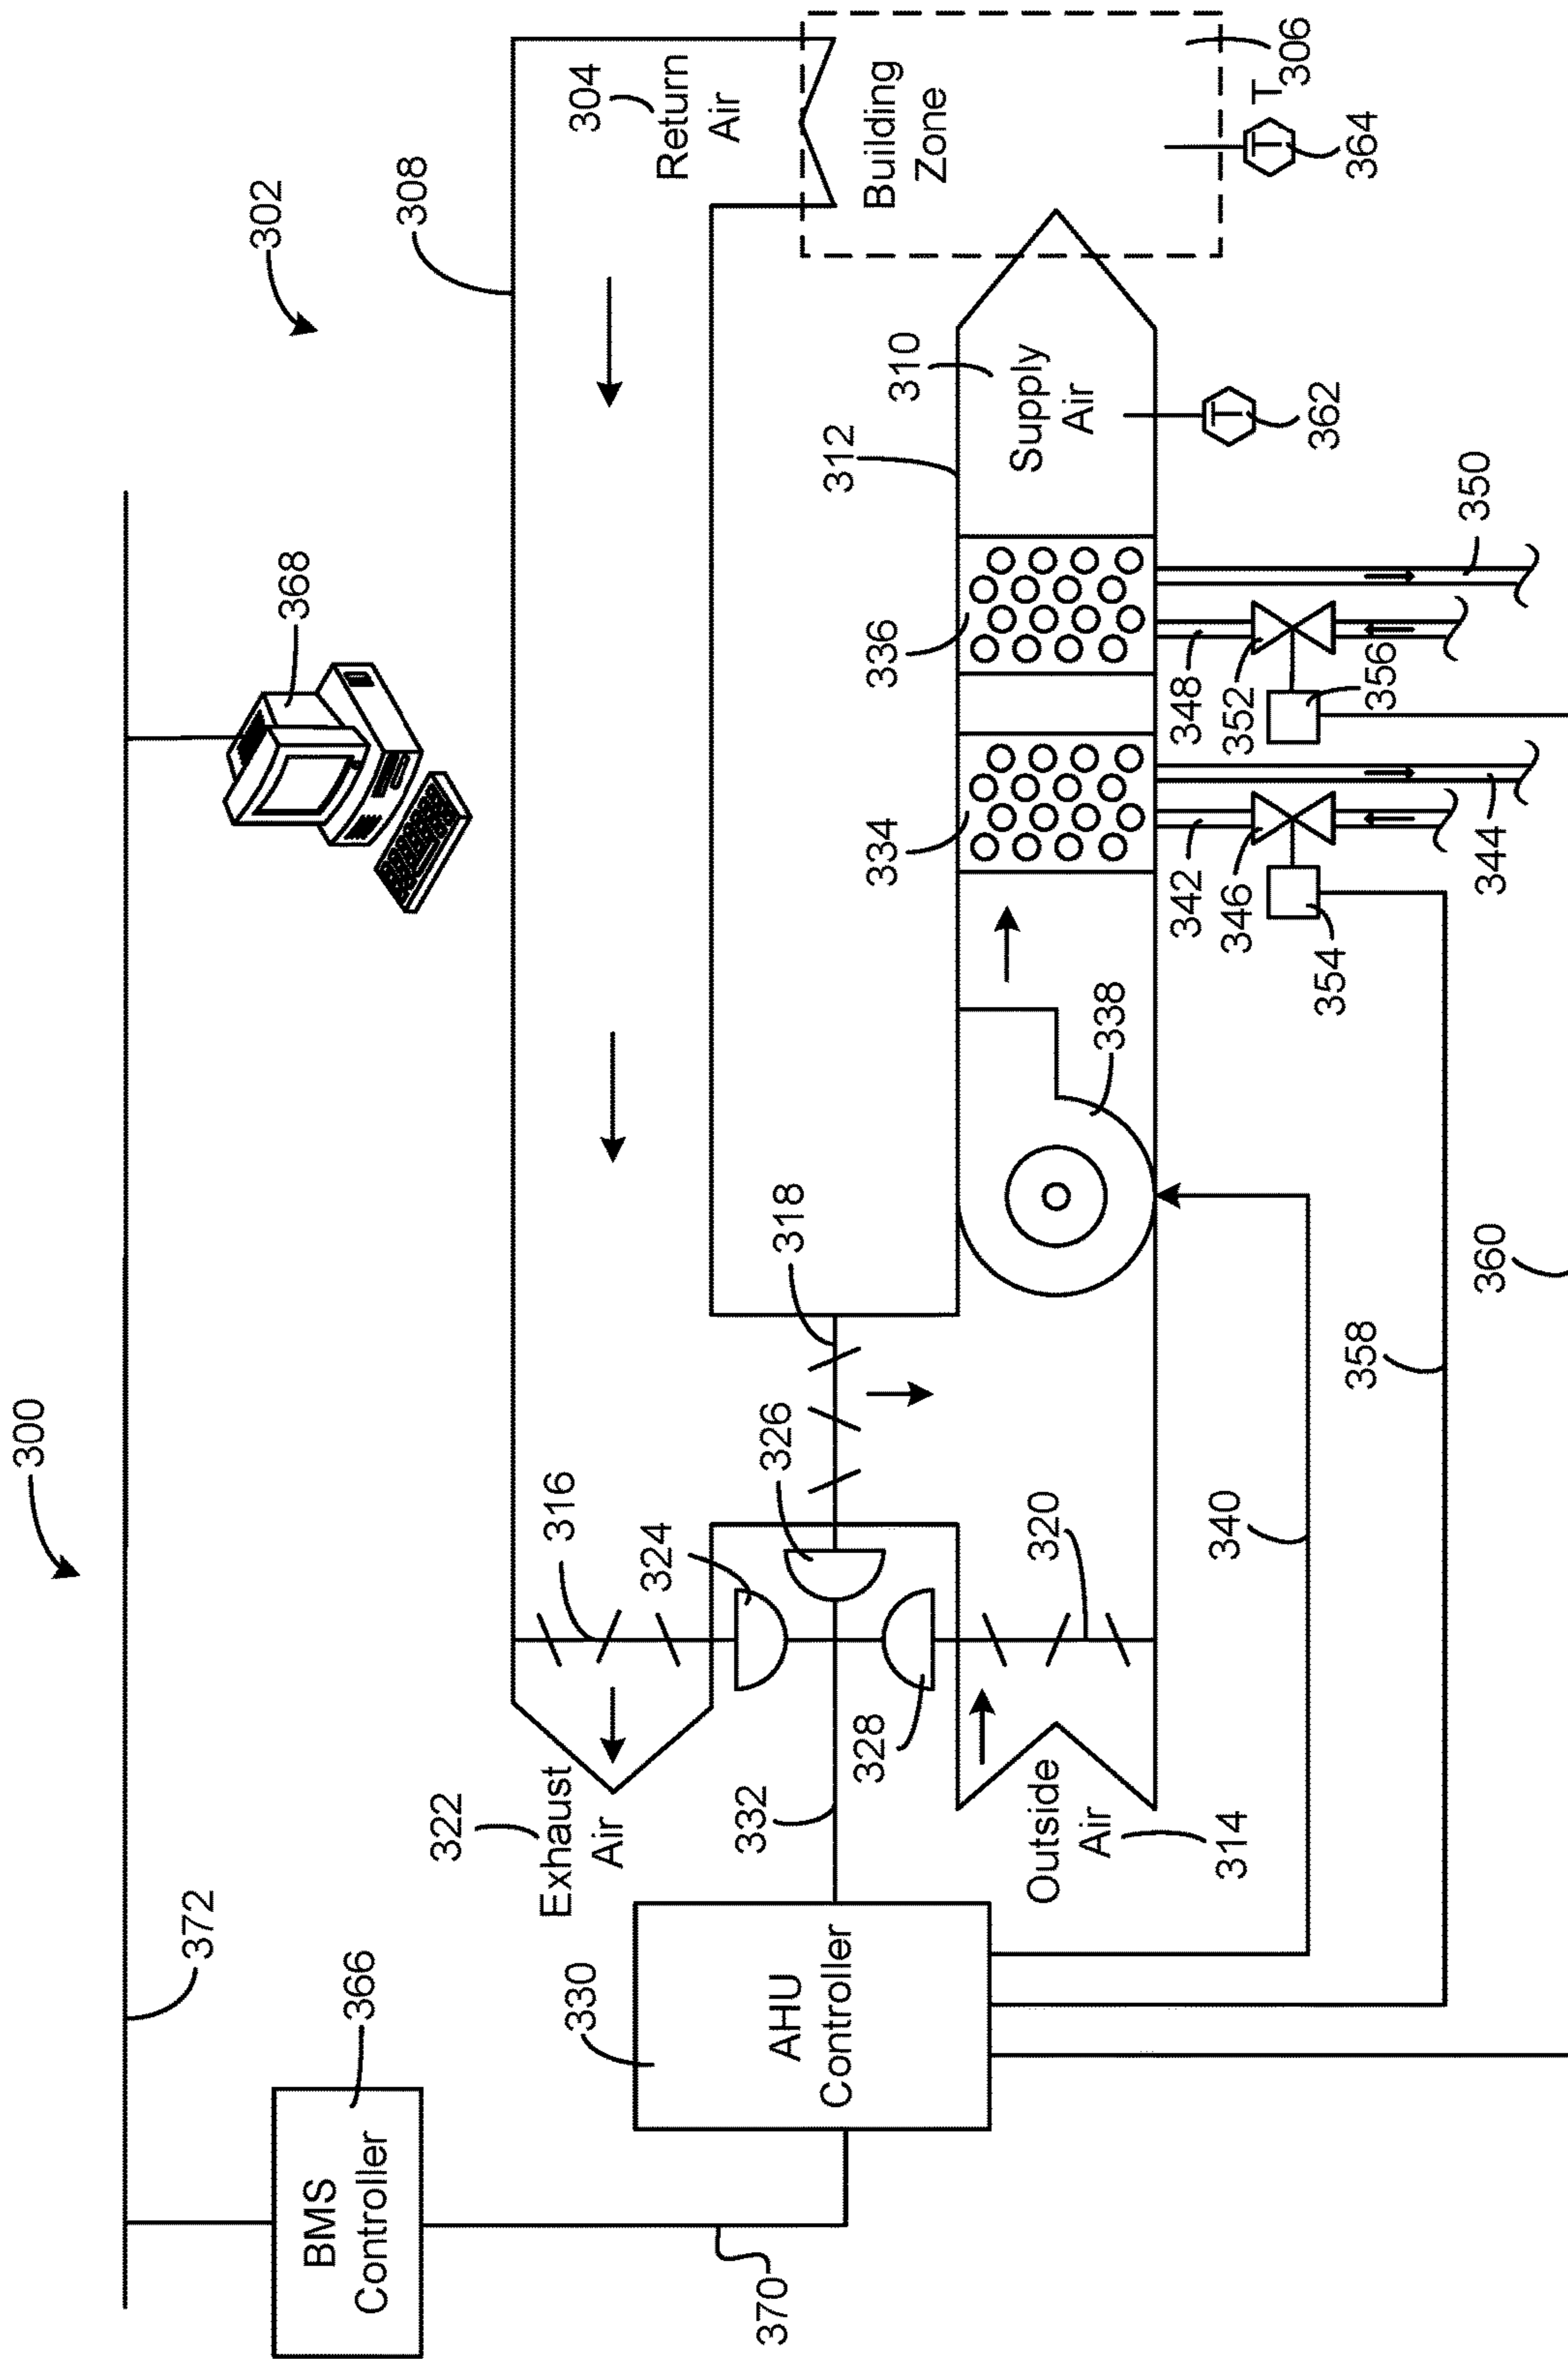 300
372
302
368
BMS
Controller
366
308
322
Exhaust
Air
316
330
304
Return
Air
324
332
370
326
318
AHU
Controller
312
328
Building
Zone
334
336
310
Supply
Air
Outside
Air
320
338
342
348
340
314
346
352
T
T
T
306
362
354
358
364
356
350
344
360